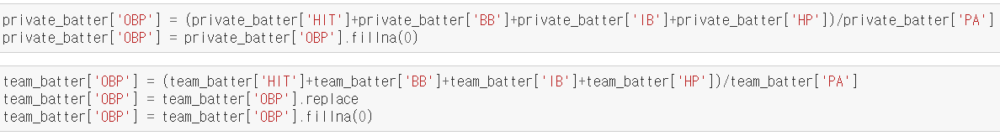 private_batter['OBP'] = (private_batter['HIT']+private_batter['BB']+private_batter['IB']+private_batter['HP'])/private_batter['PA']
private_batter['OBP'] = private_batter['OBP'].fillna(0)
team_batter['OBP'] = (team_batter['HIT']+team_batter['BB']+team_batter['IB']+team_batter['HP'])/team_batter['PA']
team_batter['OBP'] = team_batter['OBP'].replace
team_batter['OBP'] = team_batter['OBP'].fillna(0)